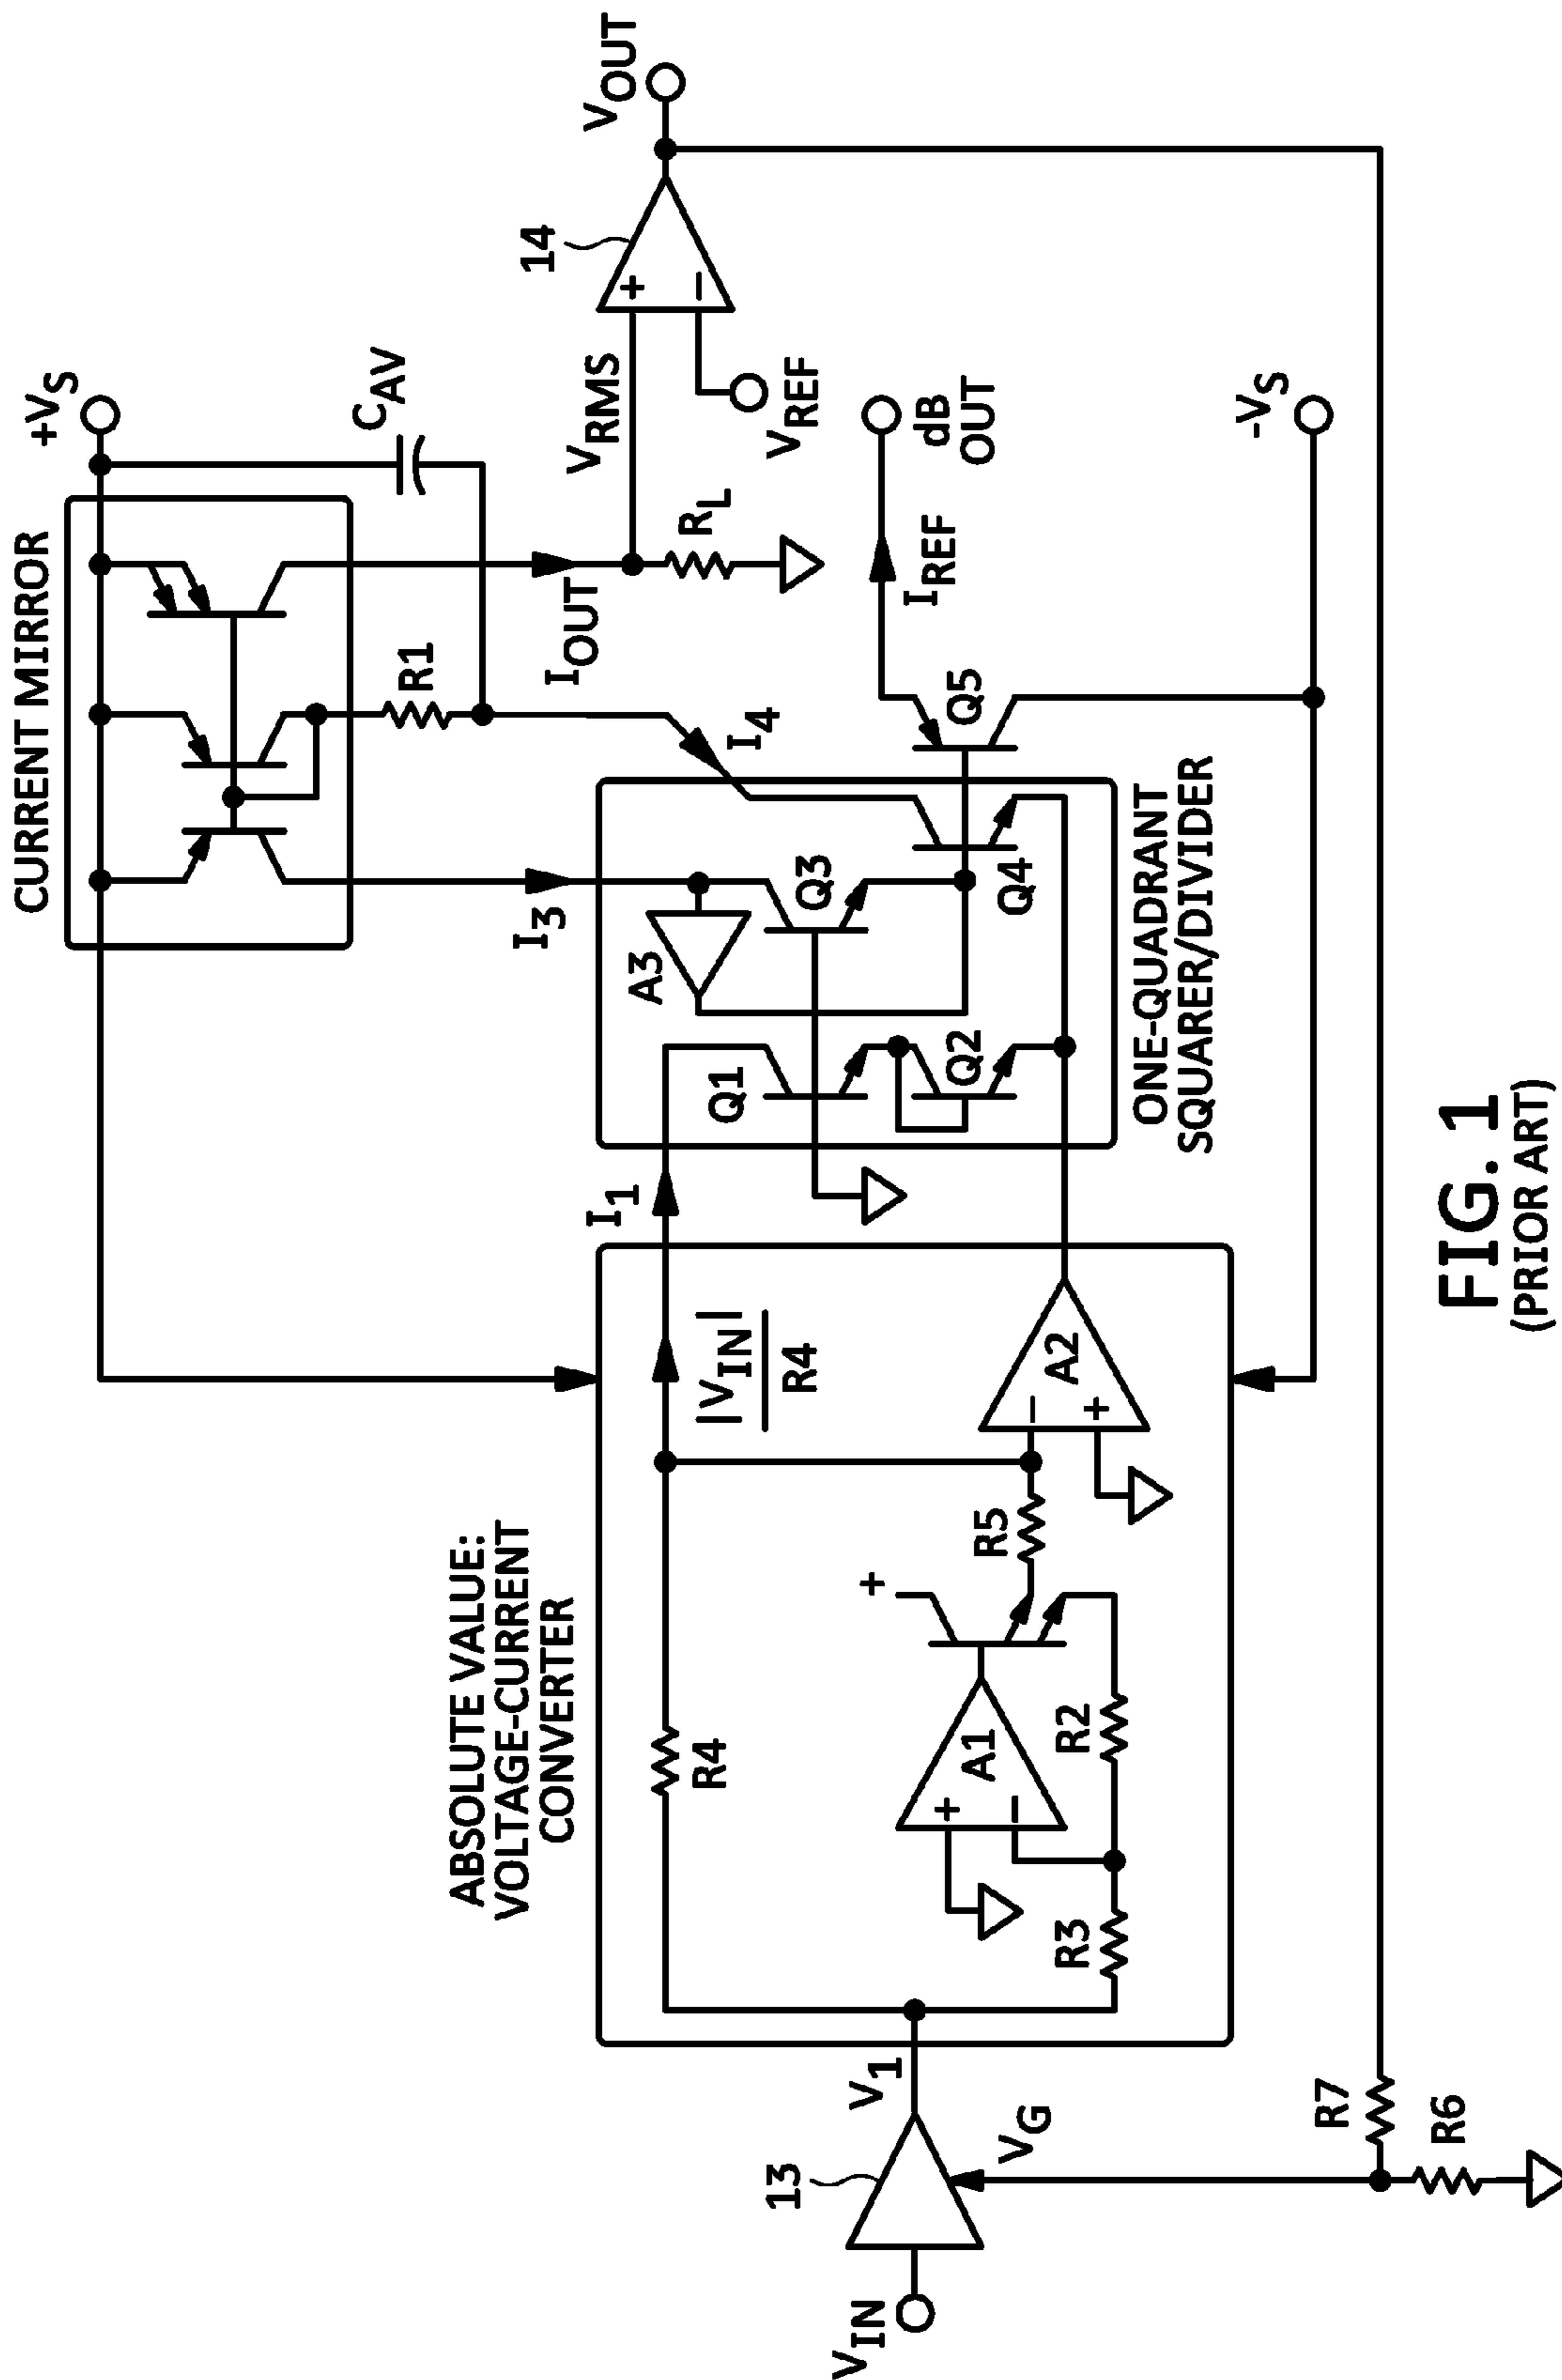 CURRENT MIRROR
+VS
CAV
R1
I3
I4
IOUT
VRMS
RL
14
+
−
VREF
VOUT
ABSOLUTE VALUE:
VOLTAGE-CURRENT
CONVERTER
R4
|VIN|
R4
I1
A3
Q1
Q2
Q3
Q4
Q5
IREF
dB
OUT
ONE-QUADRANT
SQUARER/DIVIDER
VIN
13
V1
VG
R3
A1
+
−
R2
+
R5
A2
−
+
-VS
R7
R6
FIG. 1
(PRIOR ART)